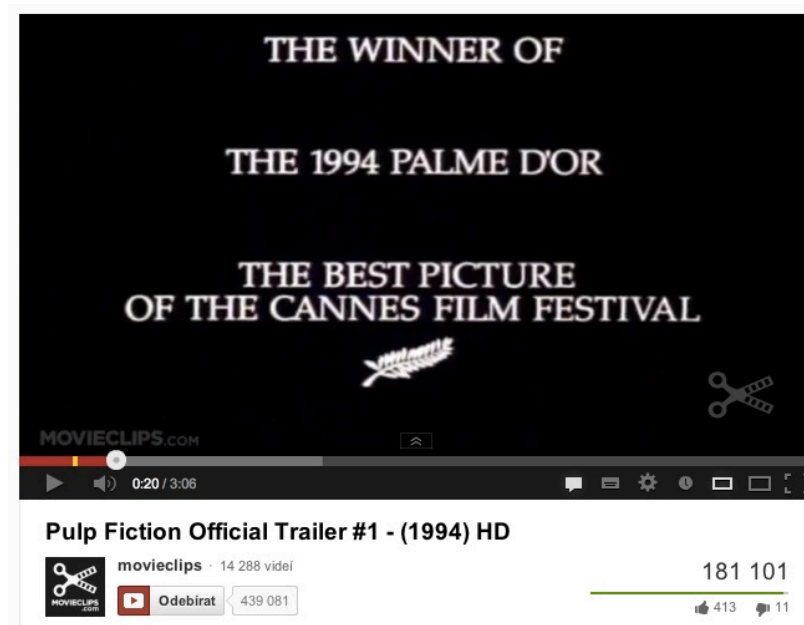 THE WINNER OF
THE 1994 PALME D'OR
THE BEST PICTURE
OF THE CANNES FILM FESTIVAL
MOVIECLIPS.COM
0:20 / 3:06
Pulp Fiction Official Trailer #1 - (1994) HD
movieclips · 14 288 videí
181 101
MOVIECLIPS
.com
Odebírat 439 081
413 11